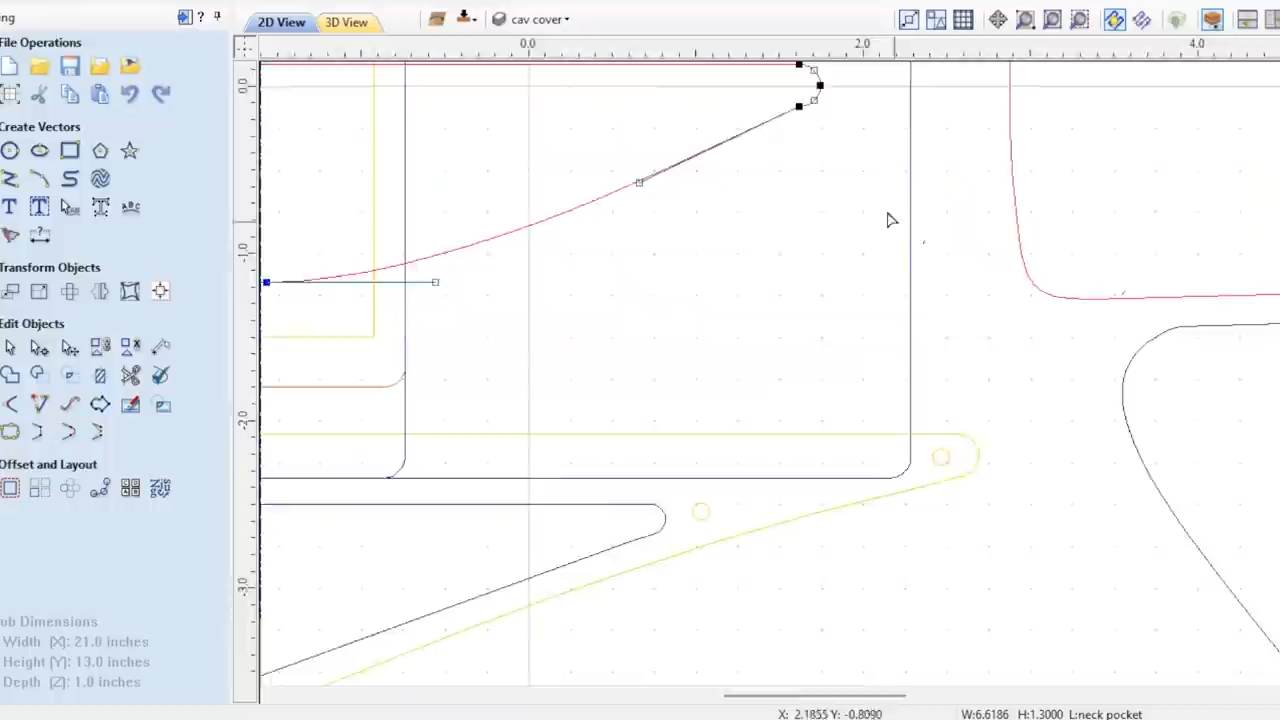 ing ?
2D View 3D View cav cover
File Operations
0.0 2.0 4.0
0.0
Create Vectors
-1.0
Transform Objects
Edit Objects
-2.0
Offset and Layout
-3.0
ob Dimensions
Width (X): 21.0 inches
Height (Y): 13.0 inches
Depth (Z): 1.0 inches
X: 2.1855 Y: -0.8090 W:6.6186 H:1.3000 L:neck pocket